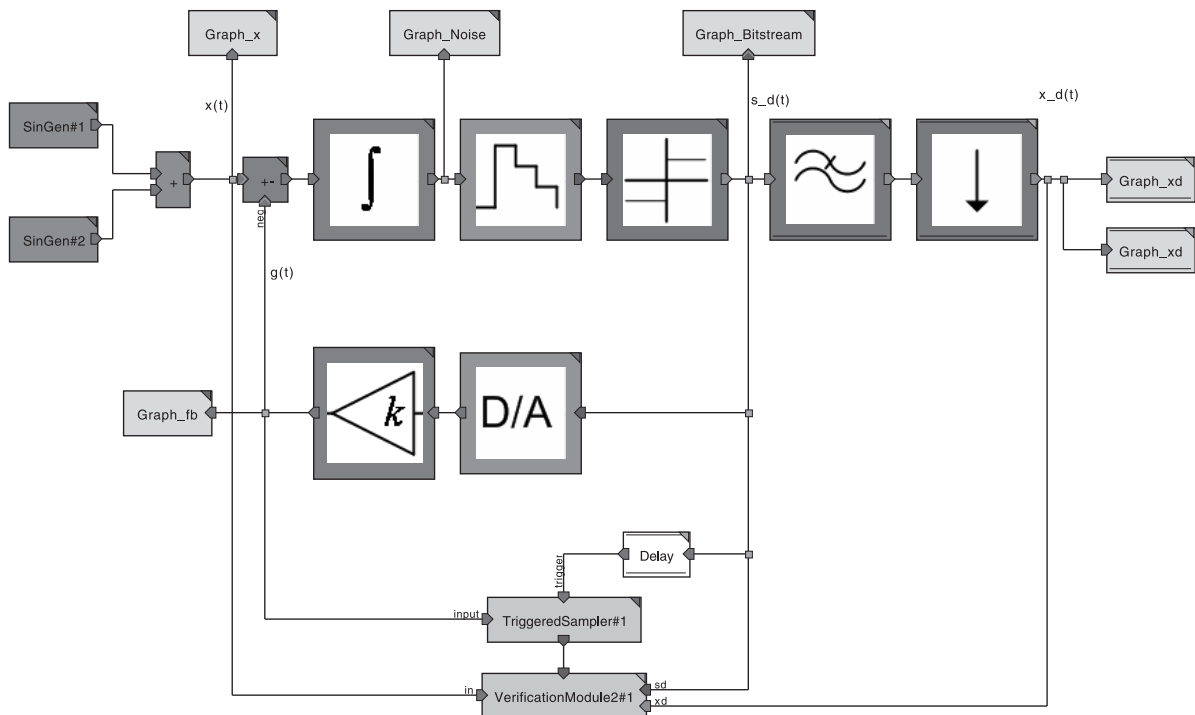 Graph_x
Graph_Noise
Graph_Bitstream
x(t)
s_d(t)
x_d(t)
SinGen#1
+
+-
∫
Graph_xd
SinGen#2
neg
Graph_xd
g(t)
Graph_fb
k
D/A
trigger
Delay
input
TriggeredSampler#1
in
VerificationModule2#1
sd
xd